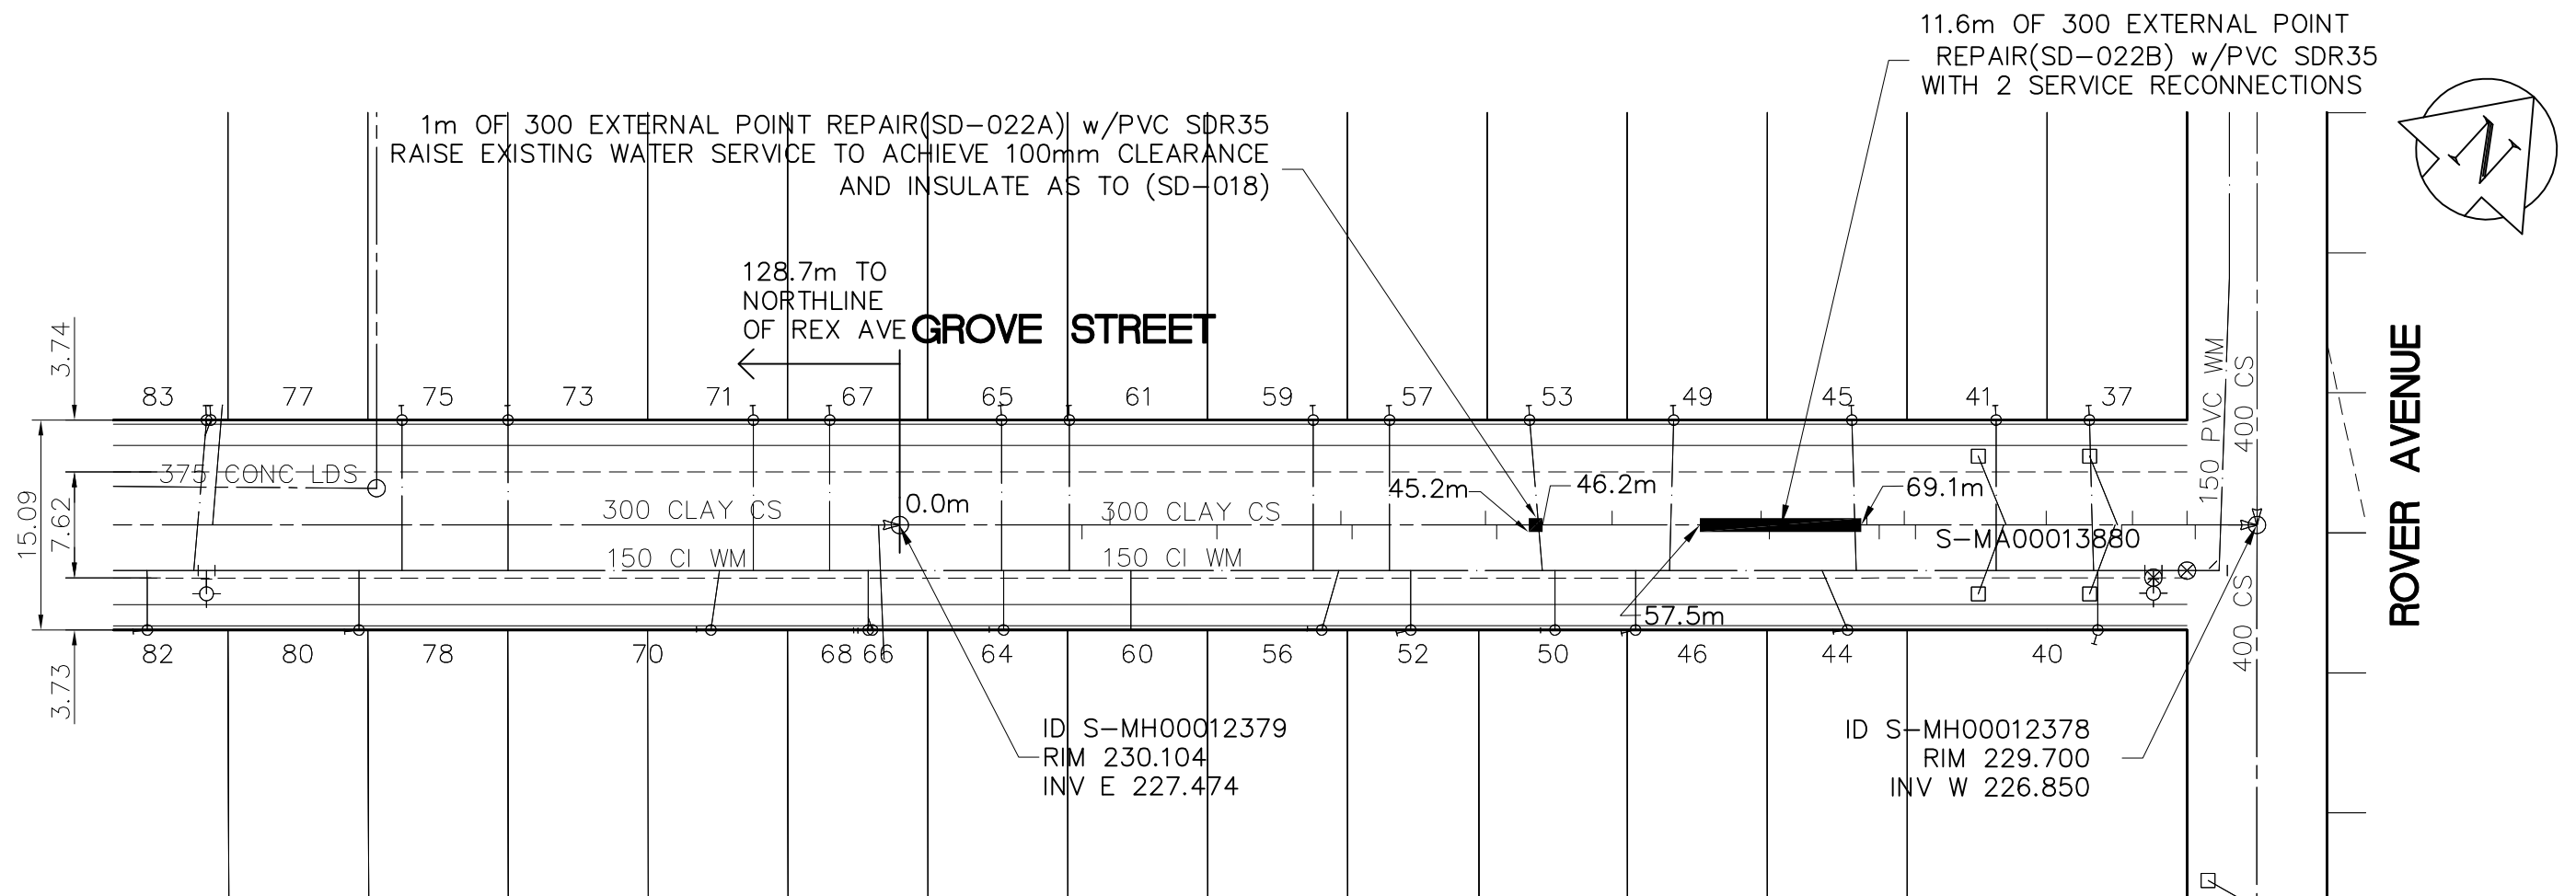 11.6m OF 300 EXTERNAL POINT
REPAIR(SD-022B) w/PVC SDR35
WITH 2 SERVICE RECONNECTIONS
1m OF 300 EXTERNAL POINT REPAIR(SD-022A) w/PVC SDR35
RAISE EXISTING WATER SERVICE TO ACHIEVE 100mm CLEARANCE
AND INSULATE AS TO (SD-018)
N
128.7m TO
NORTHLINE
OF REX AVE
GROVE STREET
ROVER AVENUE
3.74
15.09
7.62
3.73
83 77 75 73 71 67 65 61 59 57 53 49 45 41 37
375 CONC LDS
300 CLAY CS
0.0m
300 CLAY CS
45.2m
46.2m
69.1m
S-MA00013880
150 PVC WM
400 CS
150 CI WM
150 CI WM
57.5m
400 CS
82 80 78 70 68 66 64 60 56 52 50 46 44 40
ID S-MH00012379
RIM 230.104
INV E 227.474
ID S-MH00012378
RIM 229.700
INV W 226.850